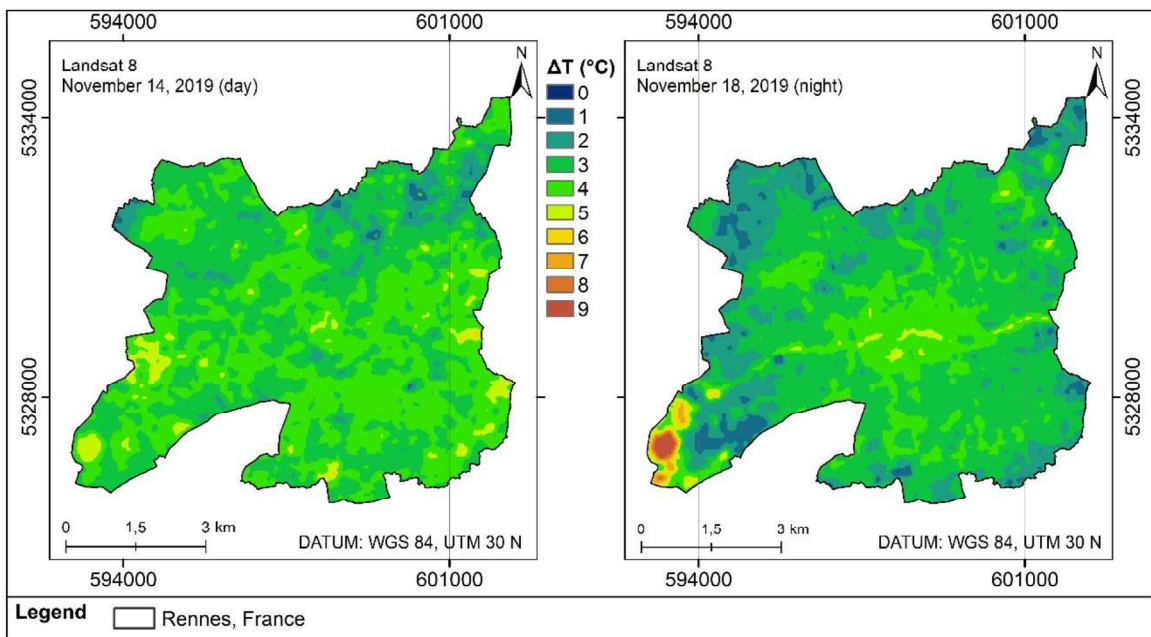 594000 601000 594000 601000
Landsat 8
November 14, 2019 (day)
N
5334000
5328000
0 1,5 3 km
DATUM: WGS 84, UTM 30 N
ΔT (°C)
0
1
2
3
4
5
6
7
8
9
Landsat 8
November 18, 2019 (night)
N
5334000
5328000
0 1,5 3 km
DATUM: WGS 84, UTM 30 N
594000 601000 594000 601000
Legend Rennes, France